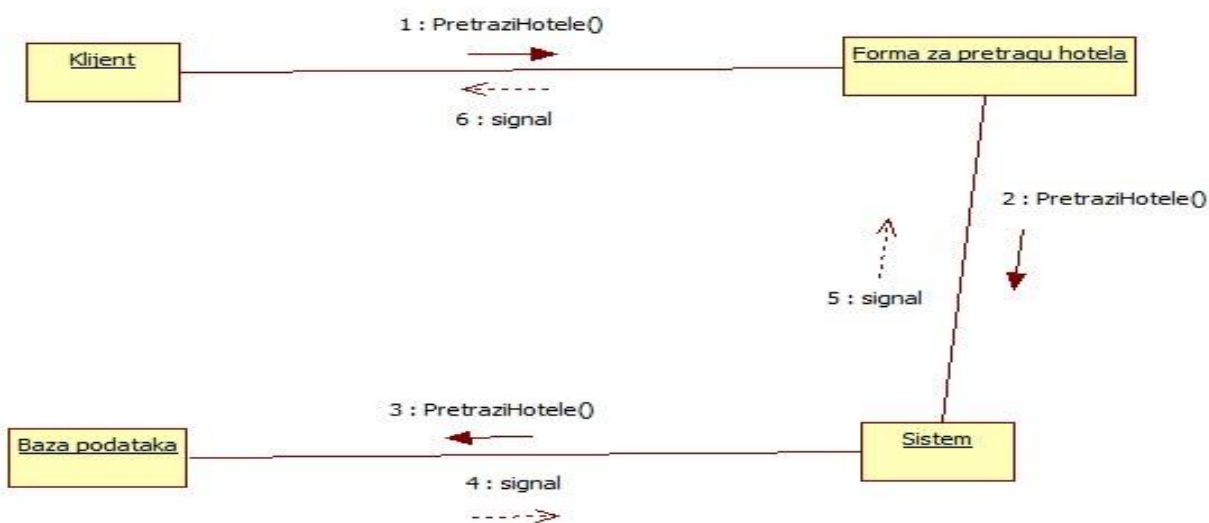 1 : PretraziHotele()
Klijent
Forma za pretragu hotela
6 : signal
2 : PretraziHotele()
5 : signal
3 : PretraziHotele()
Baza podataka
Sistem
4 : signal